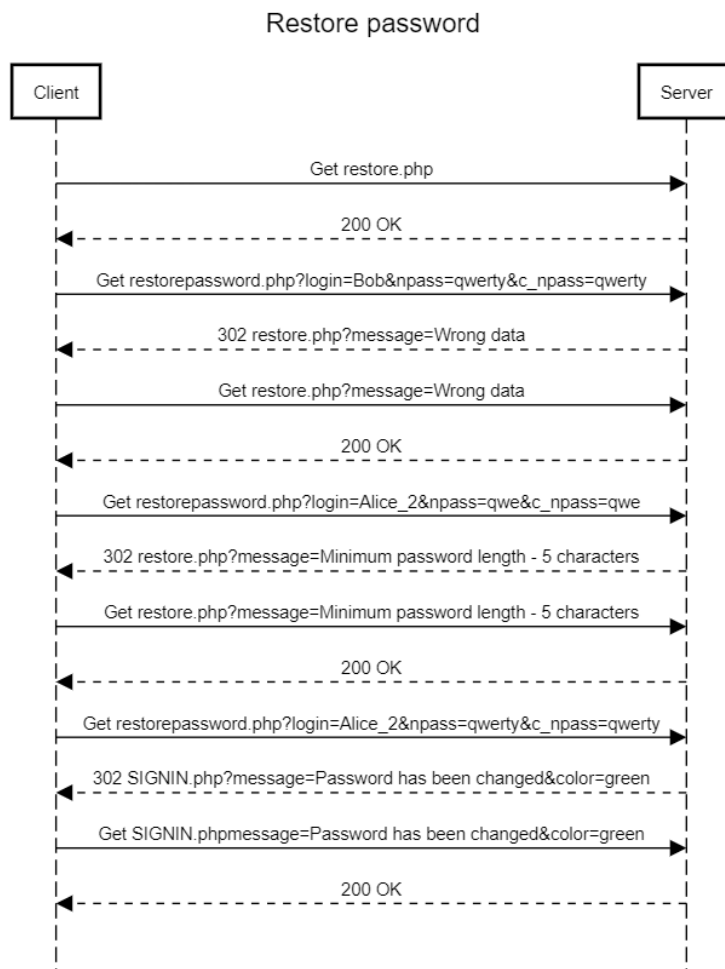 Restore password
Client
Server
Get restore.php
200 OK
Get restorepassword.php?login=Bob&npass=qwerty&c_npass=qwerty
302 restore.php?message=Wrong data
Get restore.php?message=Wrong data
200 OK
Get restorepassword.php?login=Alice_2&npass=qwe&c_npass=qwe
302 restore.php?message=Minimum password length - 5 characters
Get restore.php?message=Minimum password length - 5 characters
200 OK
Get restorepassword.php?login=Alice_2&npass=qwerty&c_npass=qwerty
302 SIGNIN.php?message=Password has been changed&color=green
Get SIGNIN.phpmessage=Password has been changed&color=green
200 OK